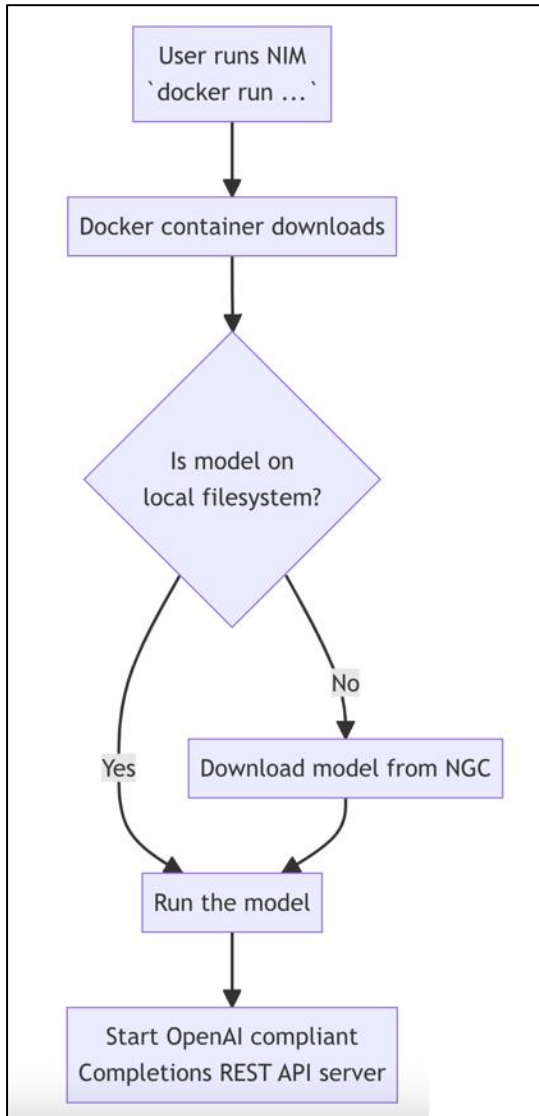 User runs NIM
`docker run ...`
Docker container downloads
Is model on
local filesystem?
No
Yes
Download model from NGC
Run the model
Start OpenAI compliant
Completions REST API server